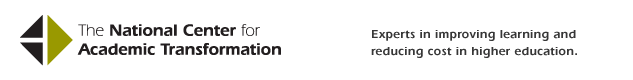 The National Center for
Academic Transformation
Experts in improving learning and
reducing cost in higher education.